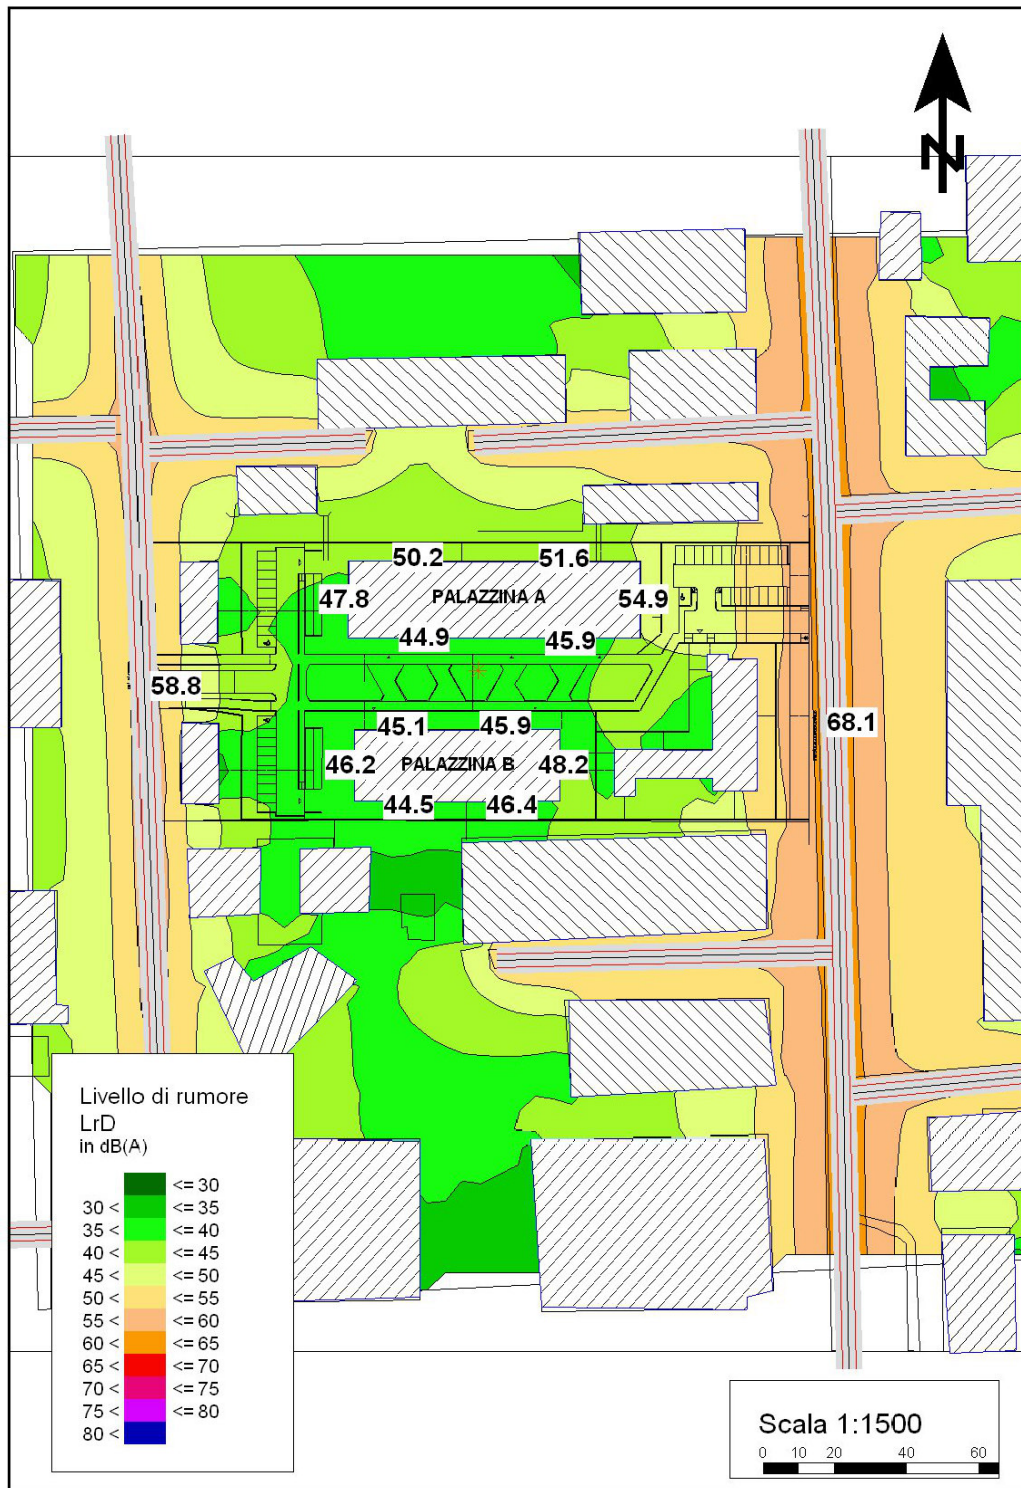 N
50.2 51.6
47.8 PALAZZINA A 54.9
44.9 45.9
58.8
45.1 45.9
68.1
46.2 PALAZZINA B 48.2
44.5 46.4
Livello di rumore
LrD
in dB(A)
<= 30
30 < <= 35
35 < <= 40
40 < <= 45
45 < <= 50
50 < <= 55
55 < <= 60
60 < <= 65
65 < <= 70
70 < <= 75
75 < <= 80
80 <
Scala 1:1500
0 10 20 40 60